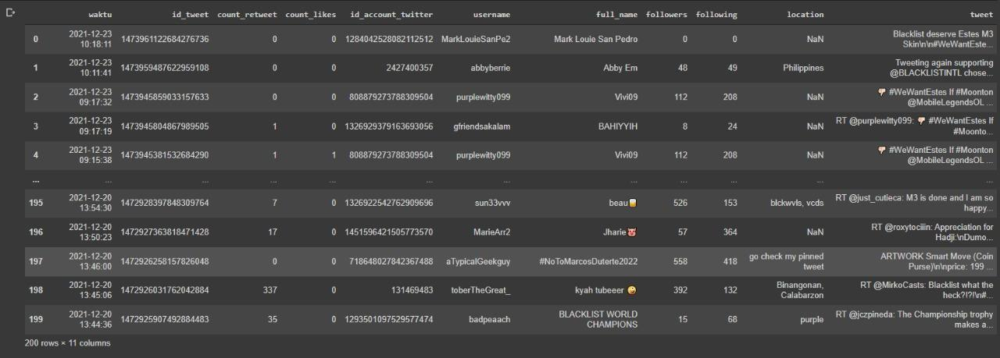 waktu id_tweet count_retweet count_likes id_account_twitter username full_name followers following location tweet
0 2021-12-23 10:18:11 1473961122684276736 0 0 1284042528082112512 MarkLouieSanPe2 Mark Louie San Pedro 0 0 NaN Blacklist deserve Estes M3 Skin\n\n#WeWantEste...
1 2021-12-23 10:11:41 1473959487622959108 0 0 2427400357 abbyberrie Abby Em 48 49 Philippines Tweeting again supporting @BLACKLISTINTL chose...
2 2021-12-23 09:17:32 1473945859033157633 0 0 808879273788309504 purplewitty099 Vivi09 112 208 NaN 👎🏻 #WeWantEstes If #Moonton @MobileLegendsOL ...
3 2021-12-23 09:17:19 1473945804867989505 1 0 1326929379163693056 gfriendsakalam BAHIYYIH 8 24 NaN RT @purplewitty099: 👎🏻 #WeWantEstes If #Moonto...
4 2021-12-23 09:15:38 1473945381532684290 1 1 808879273788309504 purplewitty099 Vivi09 112 208 NaN 👎🏻 #WeWantEstes If #Moonton @MobileLegendsOL ...
... ... ... ... ... ... ... ... ... ... ... ...
195 2021-12-20 13:54:30 1472928397848309764 7 0 1326922542762909696 sun33vvv beau🍺 526 153 blckwvls, vcds RT @just_cutieca: M3 is done and I am so happy...
196 2021-12-20 13:50:23 1472927363818471428 17 0 1451596421505773570 MarieArr2 Jharie🐷 57 364 NaN RT @roxytociiin: Appreciation for Hadji:\nDumo...
197 2021-12-20 13:46:00 1472926258157826048 0 0 718648027842367488 aTypicalGeekguy #NoToMarcosDuterte2022 558 418 go check my pinned tweet ARTWORK Smart Move (Coin Purse)\n\nprice: 199 ...
198 2021-12-20 13:45:06 1472926031762042884 337 0 131469483 toberTheGreat_ kyah tubeeer 🤪 392 132 Binangonan, Calabarzon RT @MirkoCasts: Blacklist what the heck?!?!\n#...
199 2021-12-20 13:44:36 1472925907492884483 35 0 1293501097529577474 badpeaach BLACKLIST WORLD CHAMPIONS 15 68 purple RT @jczpineda: The Championship trophy makes a...
200 rows × 11 columns